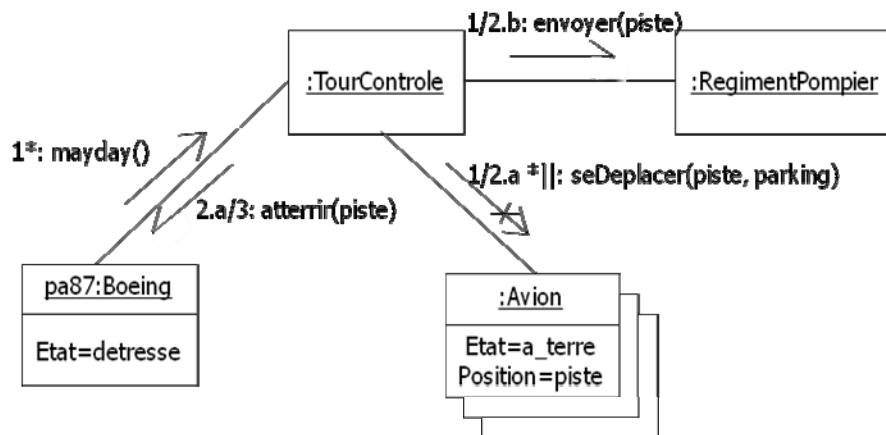 1/2.b: envoyer(piste)
:TourControle
:RegimentPompier
1*: mayday()
1/2.a *||: seDeplacer(piste, parking)
2.a/3: atterrir(piste)
pa87:Boeing
Etat=detresse
:Avion
Etat=a_terre
Position=piste